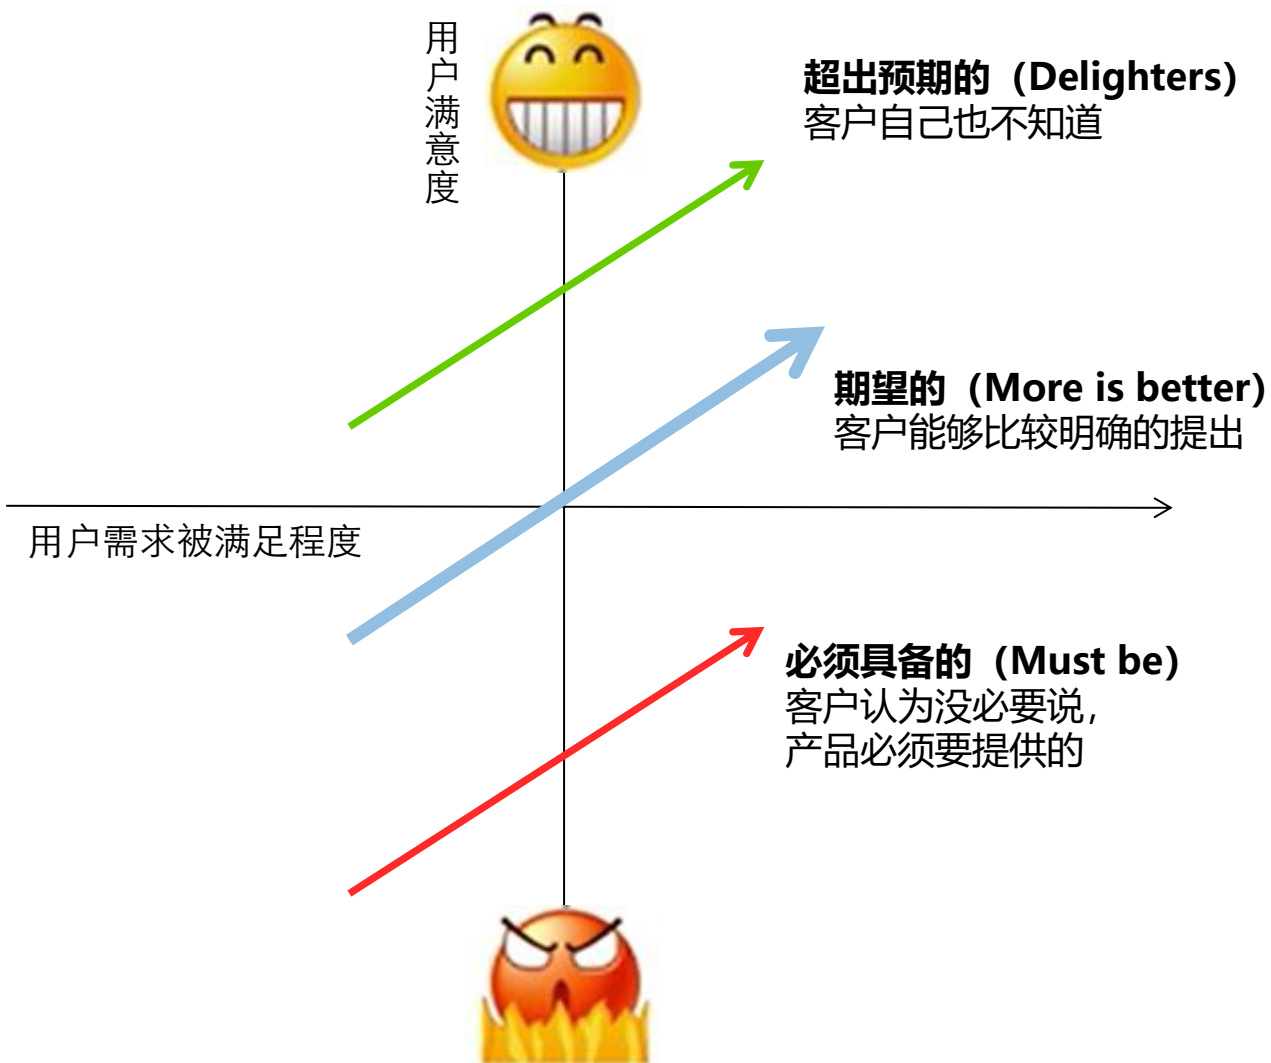 用户满意度
超出预期的（Delighters）
客户自己也不知道
期望的（More is better）
客户能够比较明确的提出
用户需求被满足程度
必须具备的（Must be）
客户认为没必要说，
产品必须要提供的